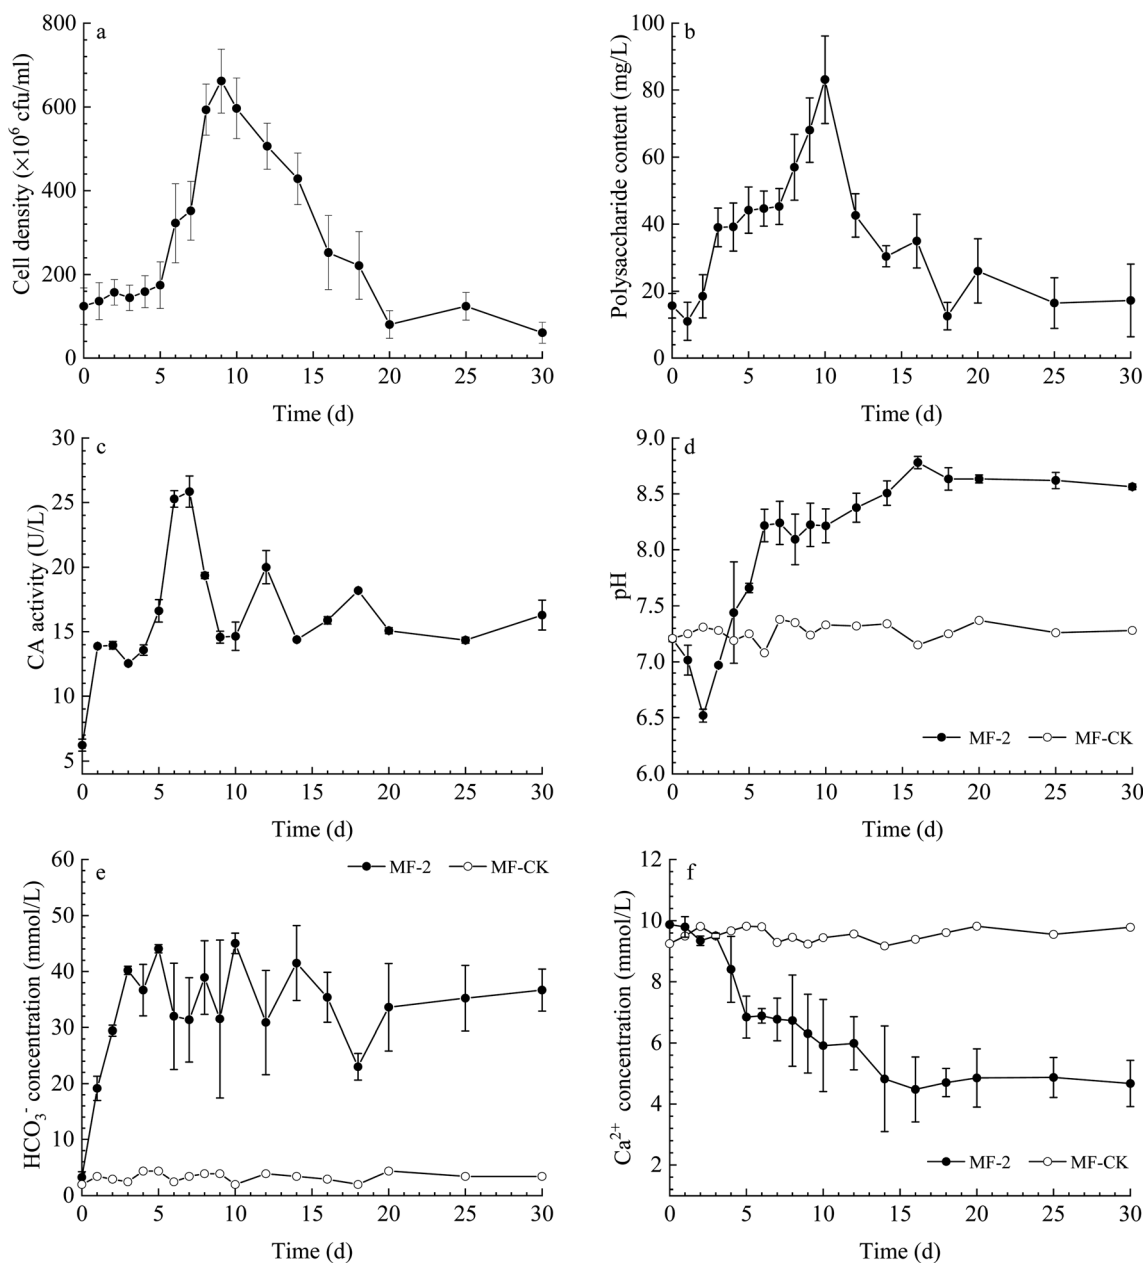 a
Cell density (×10⁶ cfu/ml)
800
600
400
200
0
0 5 10 15 20 25 30
Time (d)
b
Polysaccharide content (mg/L)
100
80
60
40
20
0
0 5 10 15 20 25 30
Time (d)
c
CA activity (U/L)
30
25
20
15
10
5
0 5 10 15 20 25 30
Time (d)
d
pH
9.0
8.5
8.0
7.5
7.0
6.5
6.0
MF-2 MF-CK
0 5 10 15 20 25 30
Time (d)
e
MF-2 MF-CK
HCO₃⁻ concentration (mmol/L)
60
50
40
30
20
10
0
0 5 10 15 20 25 30
Time (d)
f
Ca²⁺ concentration (mmol/L)
12
10
8
6
4
2
MF-2 MF-CK
0 5 10 15 20 25 30
Time (d)